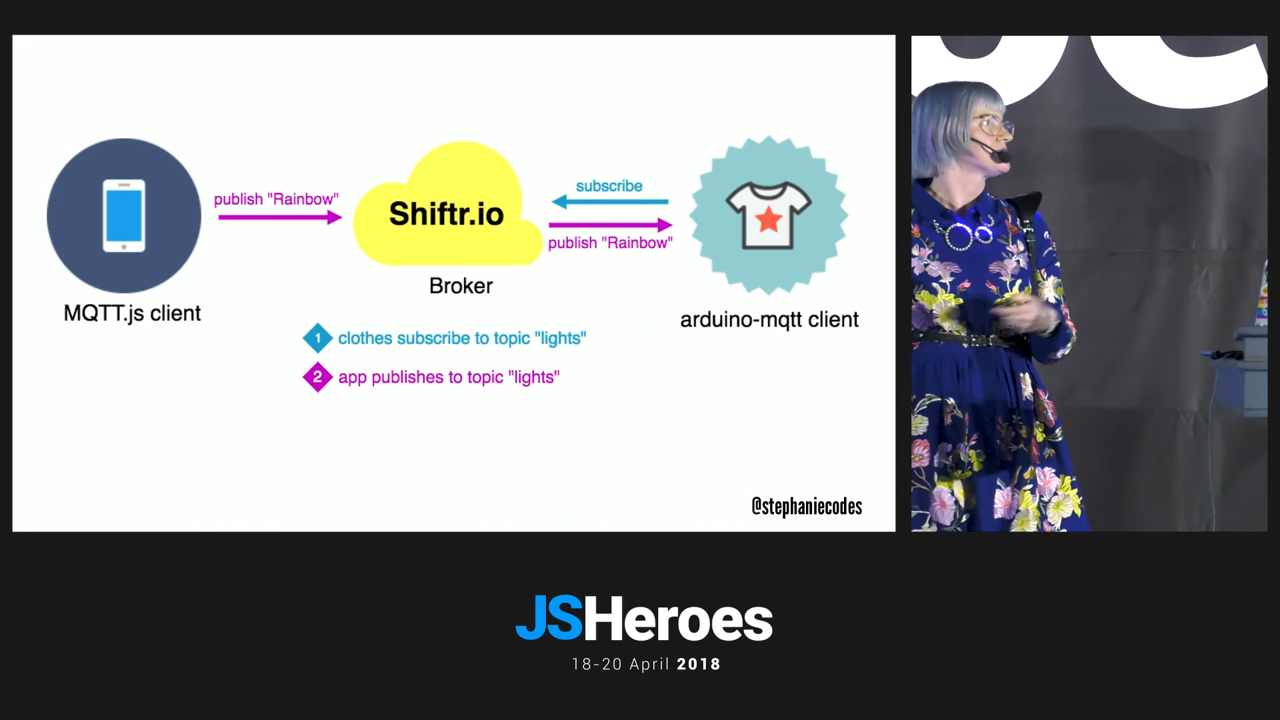 publish "Rainbow"
Shiftr.io
subscribe
publish "Rainbow"
Broker
MQTT.js client
arduino-mqtt client
1 clothes subscribe to topic "lights"
2 app publishes to topic "lights"
@stephaniecodes
JSHeroes
18-20 April 2018